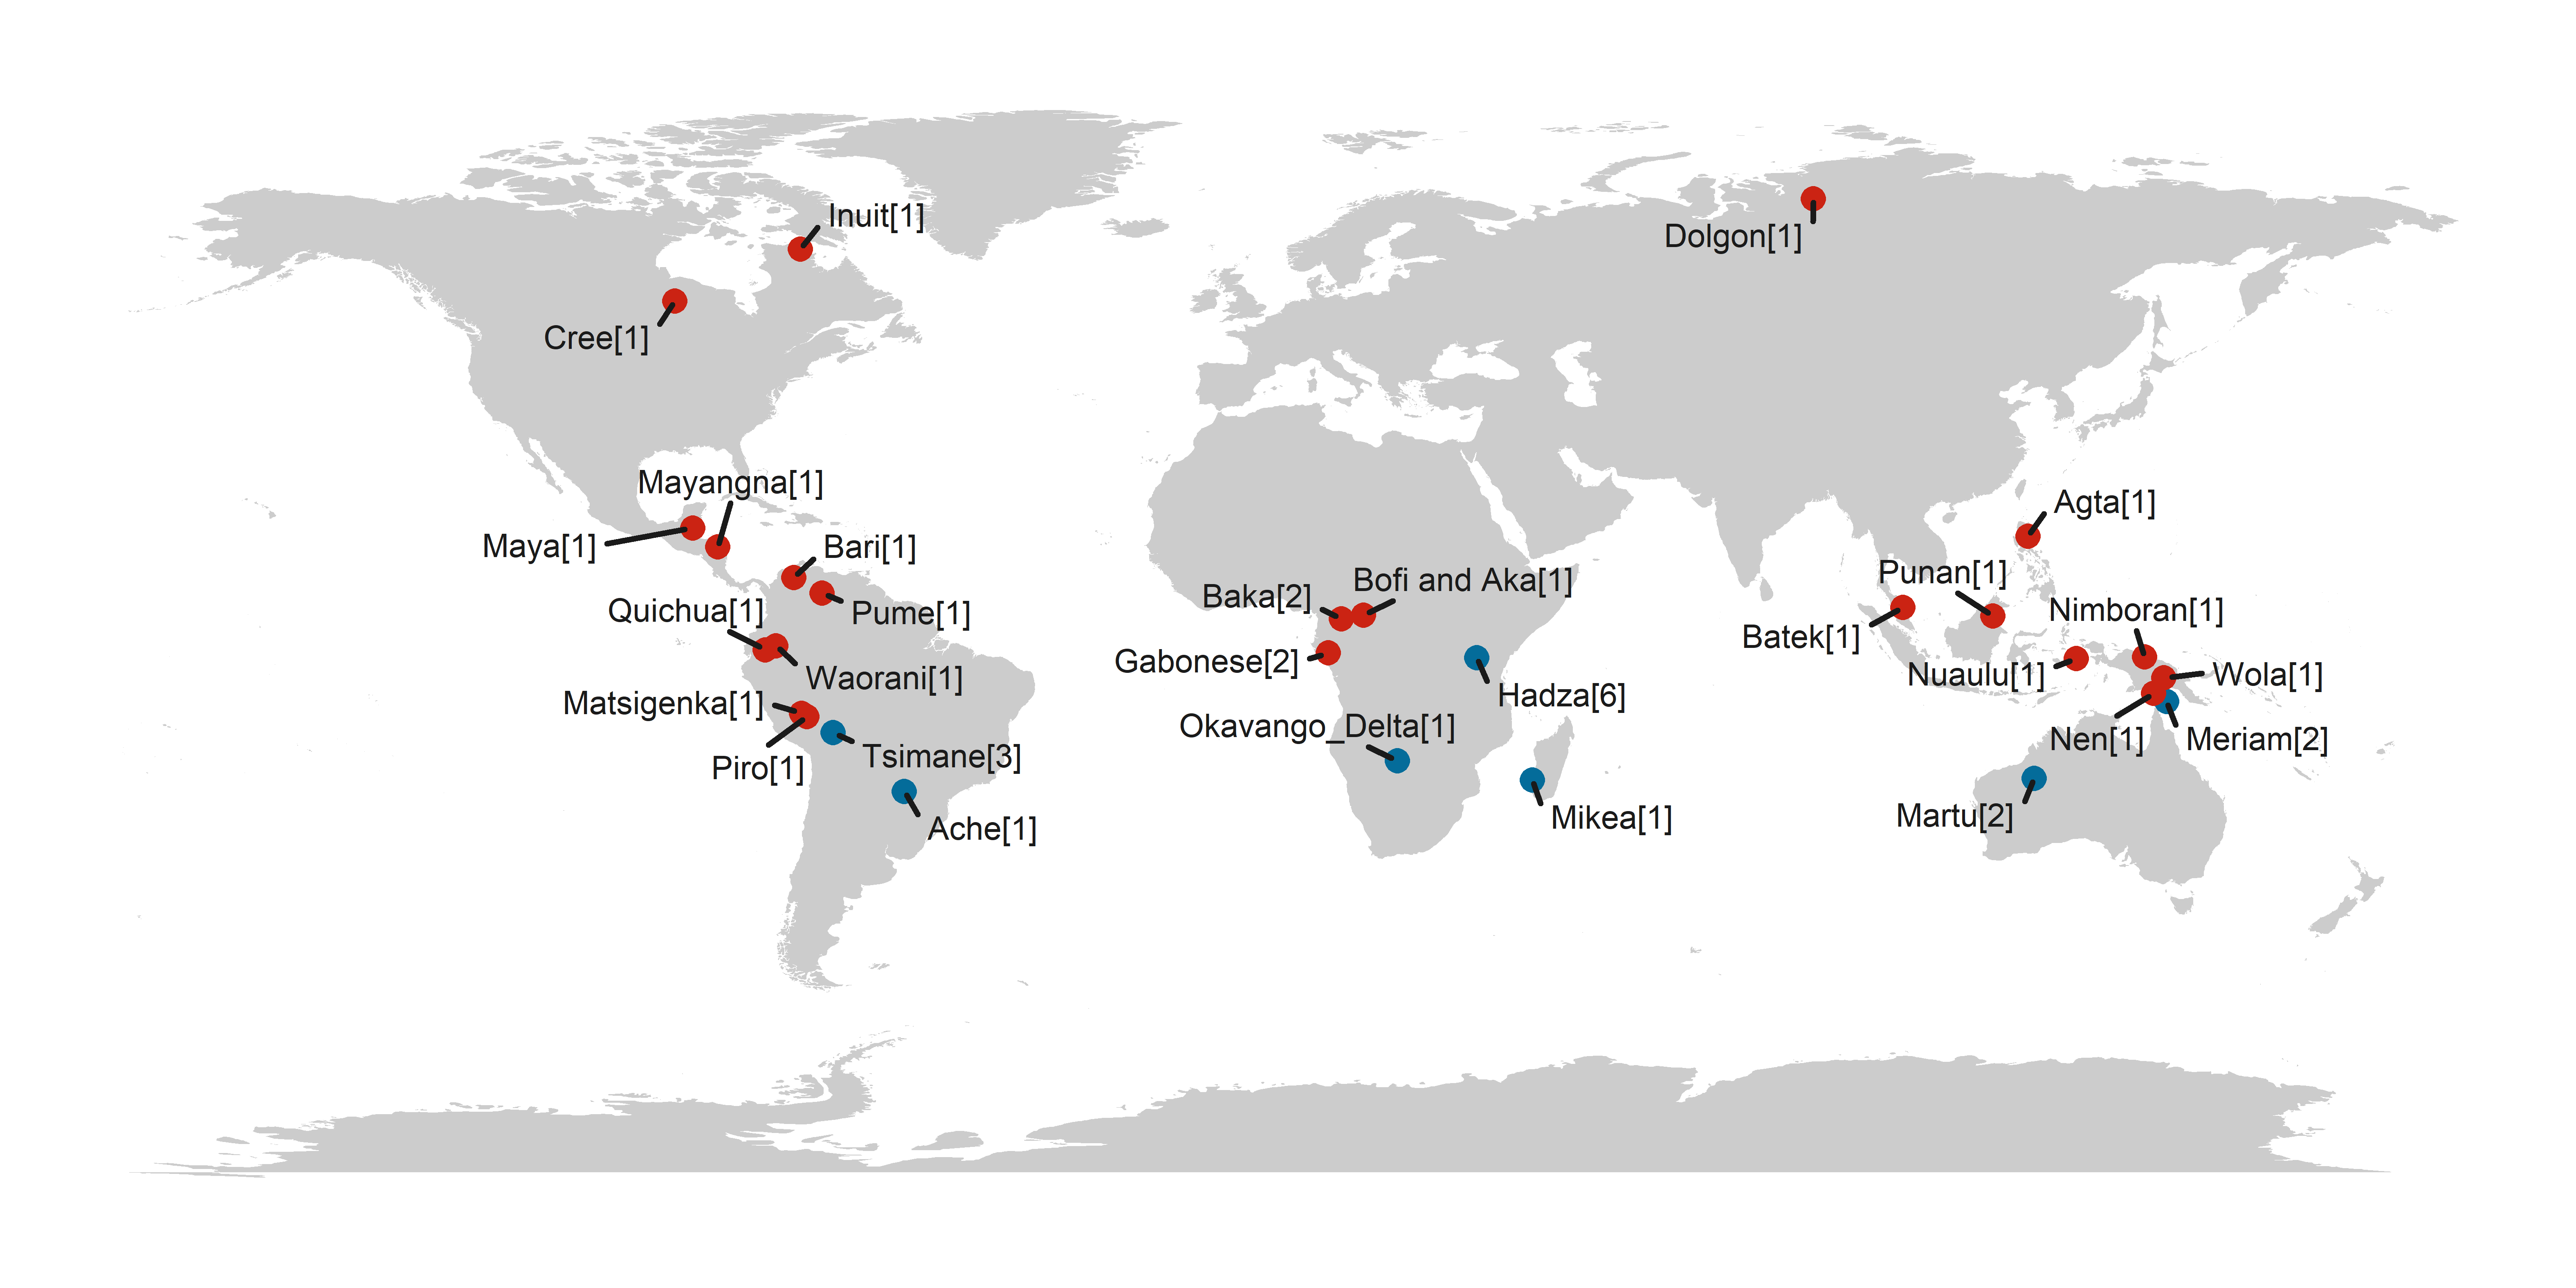 Inuit[1]
Dolgon[1]
Cree[1]
Mayangna[1]
Agta[1]
Maya[1]
Bari[1]
Punan[1]
Bofi and Aka[1]
Baka[2]
Quichua[1]
Pume[1]
Nimboran[1]
Batek[1]
Gabonese[2]
Waorani[1]
Nuaulu[1]
Wola[1]
Hadza[6]
Matsigenka[1]
Okavango_Delta[1]
Nen[1]
Meriam[2]
Tsimane[3]
Piro[1]
Martu[2]
Mikea[1]
Ache[1]